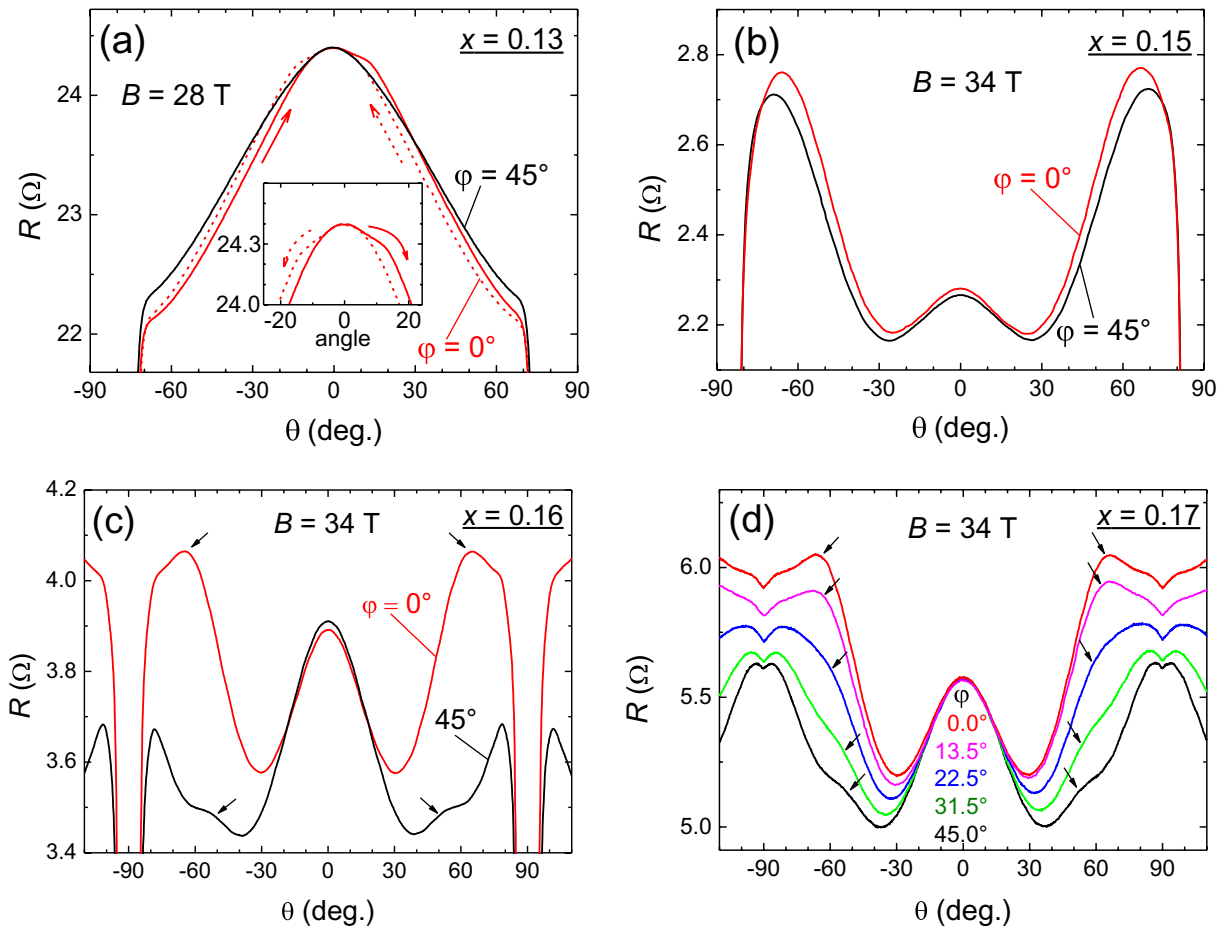 (a)
x = 0.13
B = 28 T
φ = 45°
φ = 0°
24.3
24.0
-20 0 20
angle
24
23
22
R (Ω)
-90 -60 -30 0 30 60 90
θ (deg.)
(b)
x = 0.15
B = 34 T
φ = 0°
φ = 45°
2.8
2.6
2.4
2.2
R (Ω)
-90 -60 -30 0 30 60 90
θ (deg.)
(c)
B = 34 T
x = 0.16
φ = 0°
45°
4.2
4.0
3.8
3.6
3.4
R (Ω)
-90 -60 -30 0 30 60 90
θ (deg.)
(d)
B = 34 T
x = 0.17
φ
0.0°
13.5°
22.5°
31.5°
45.0°
6.0
5.5
5.0
R (Ω)
-90 -60 -30 0 30 60 90
θ (deg.)